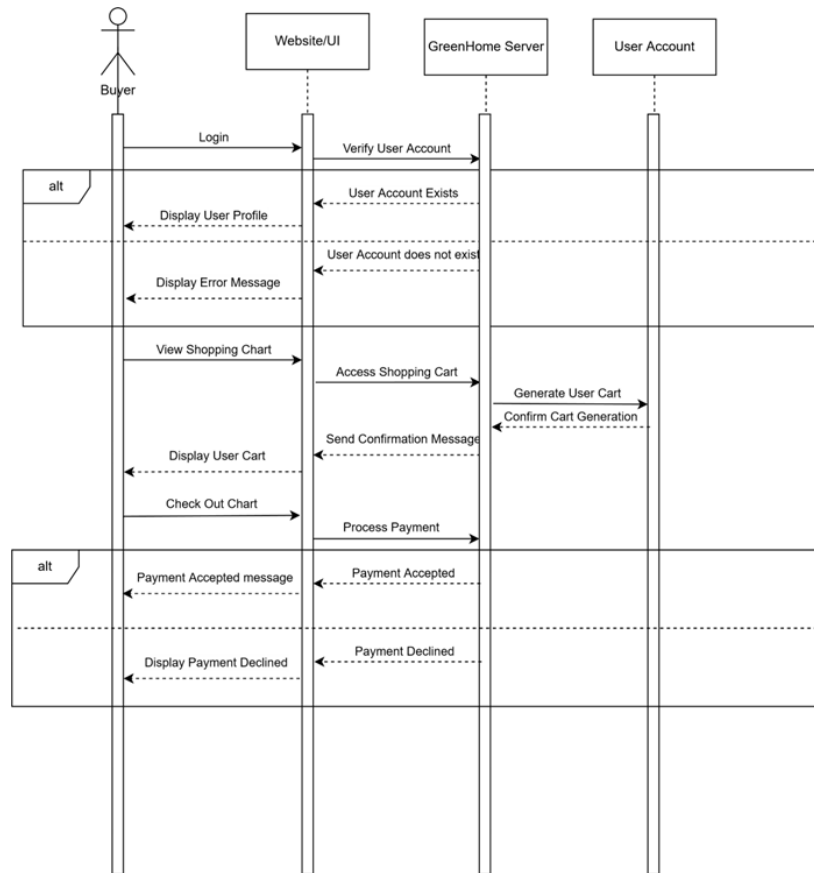 Website/UI
GreenHome Server
User Account
Buyer
Login
Verify User Account
alt
User Account Exists
Display User Profile
User Account does not exist
Display Error Message
View Shopping Chart
Access Shopping Cart
Generate User Cart
Confirm Cart Generation
Send Confirmation Message
Display User Cart
Check Out Chart
Process Payment
alt
Payment Accepted
Payment Accepted message
Payment Declined
Display Payment Declined